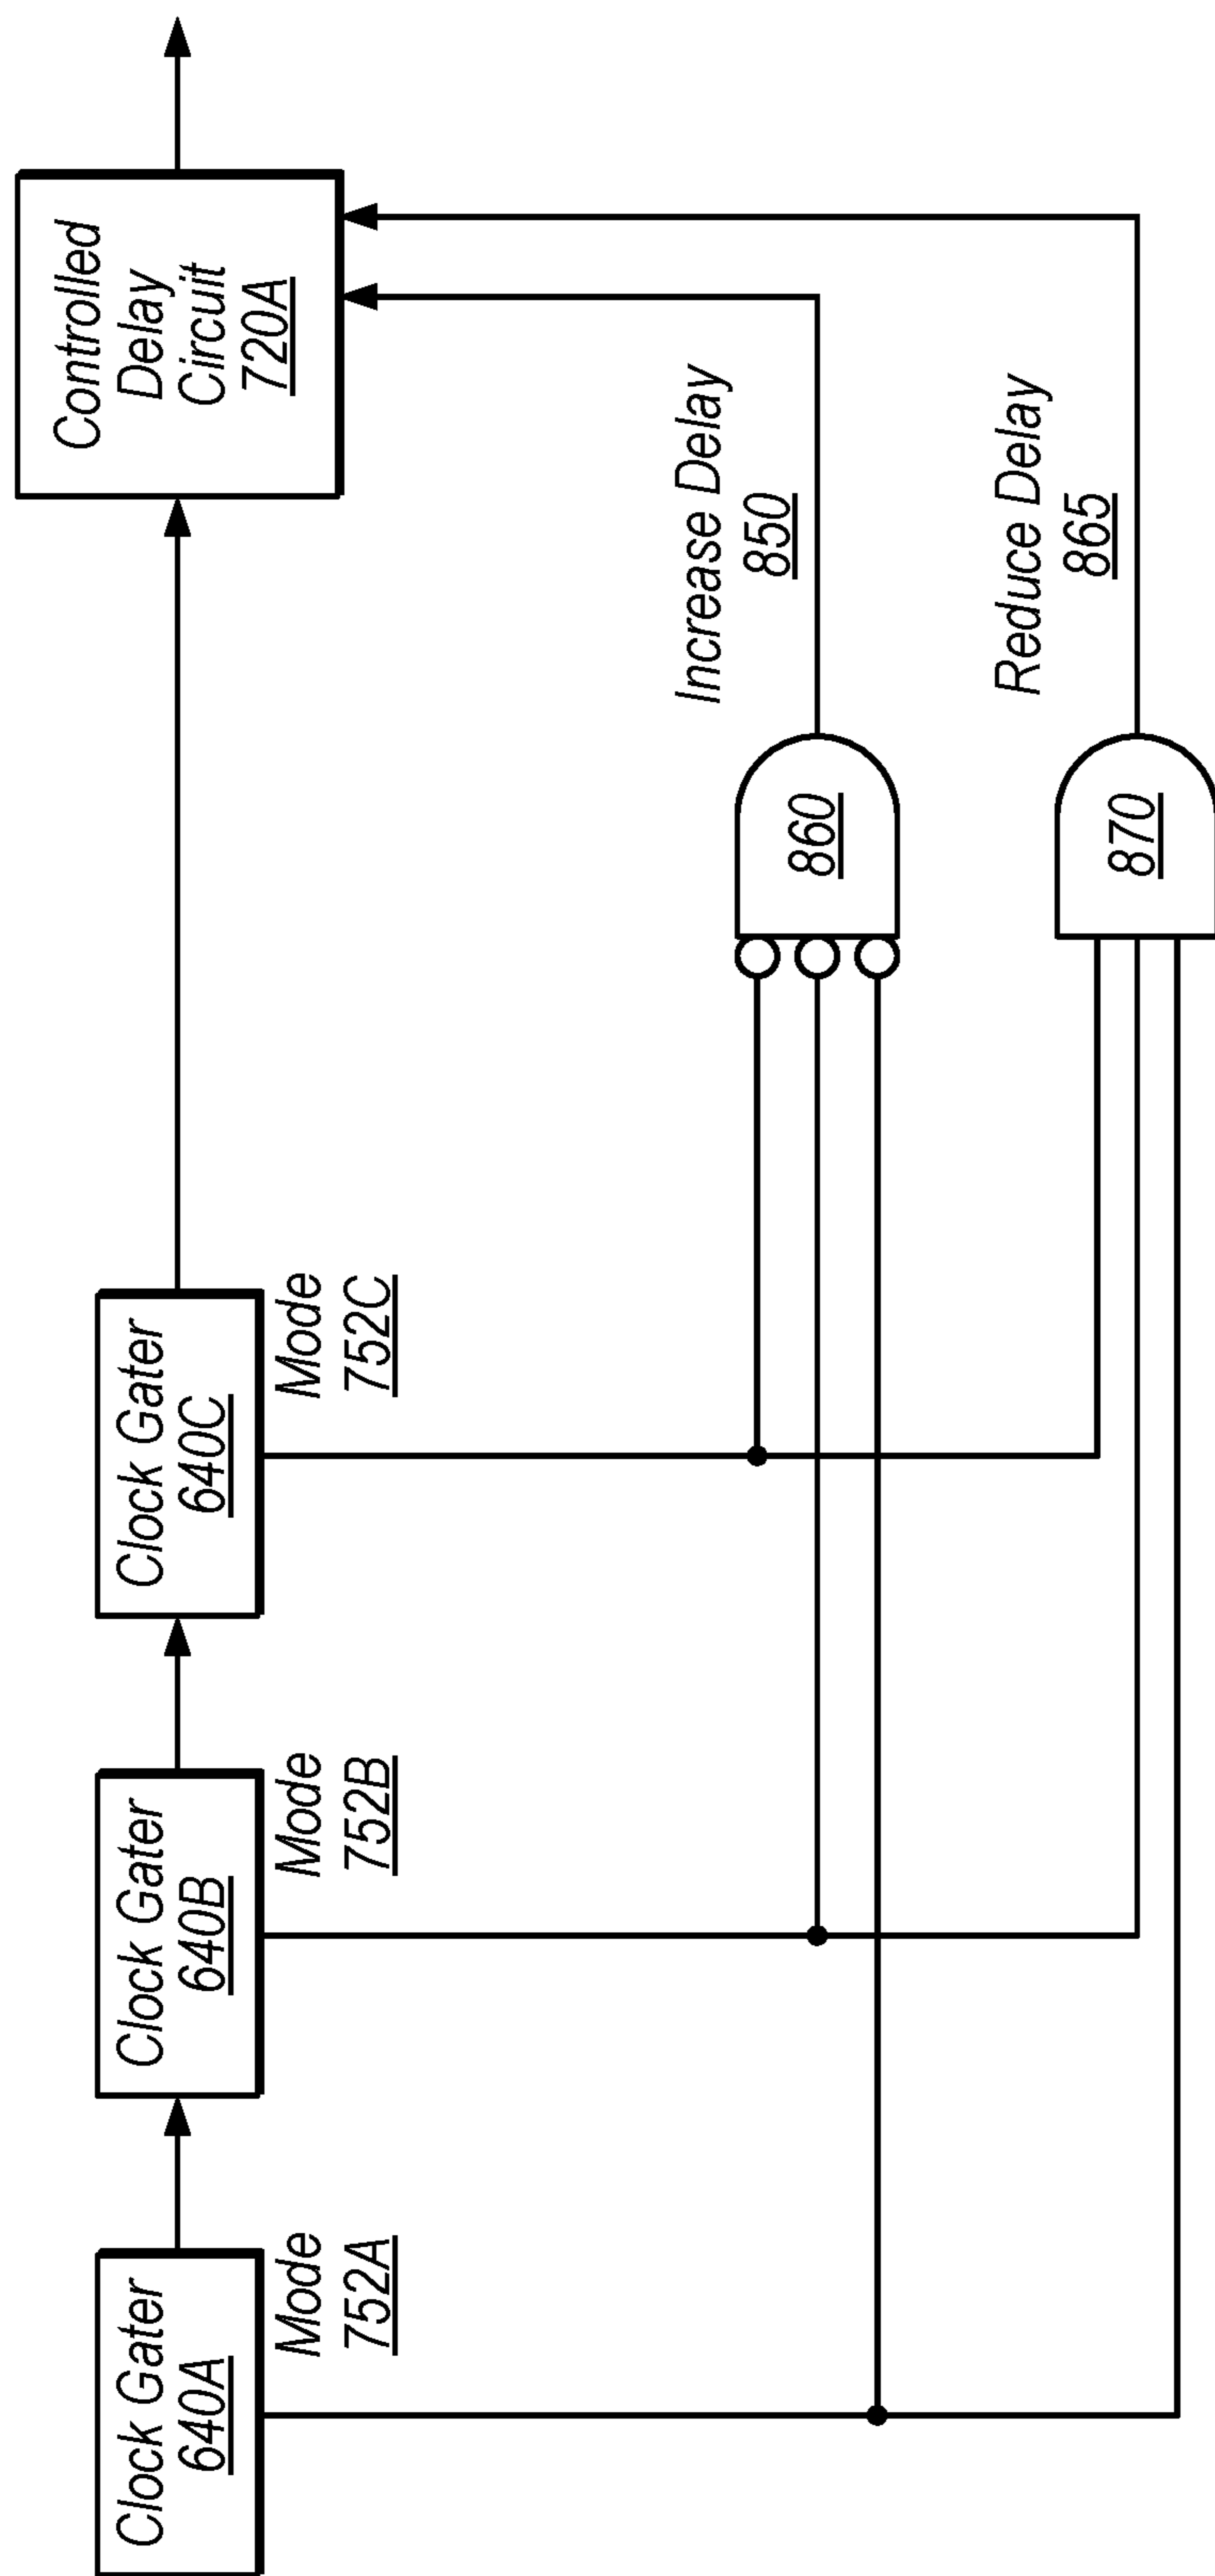 Clock Gater
640A
Mode
752A
Clock Gater
640B
Mode
752B
Clock Gater
640C
Mode
752C
Controlled
Delay
Circuit
720A
Increase Delay
850
860
Reduce Delay
865
870